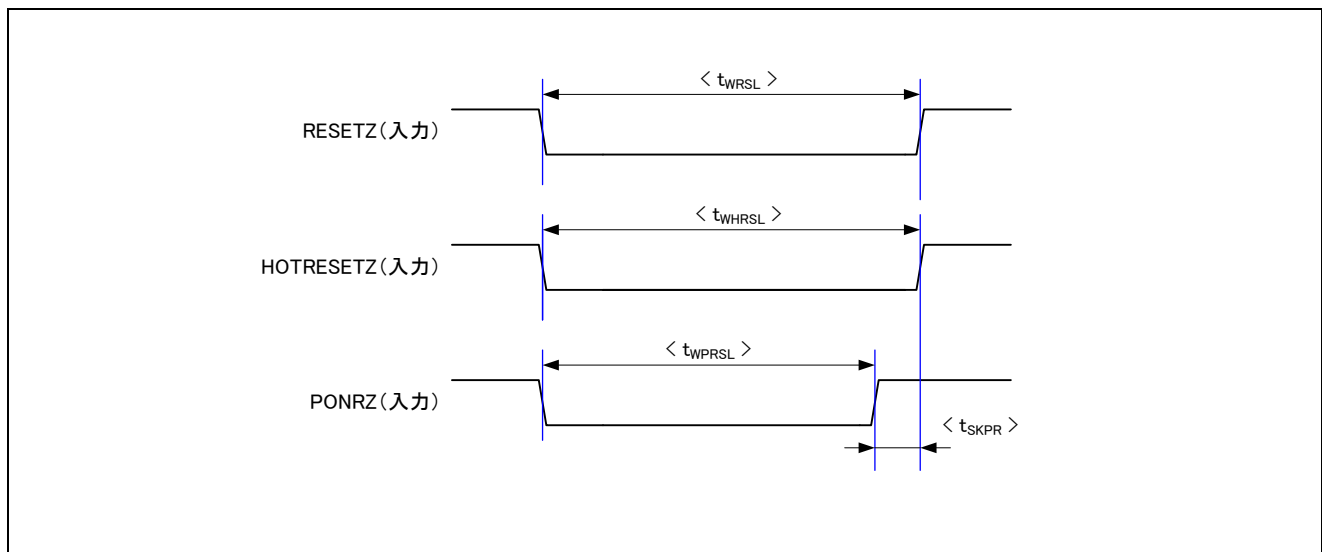 < tWRSL >
RESETZ(入力)
< tWHRSL >
HOTRESETZ(入力)
< tWPRSL >
PONRZ(入力)
< tSKPR >